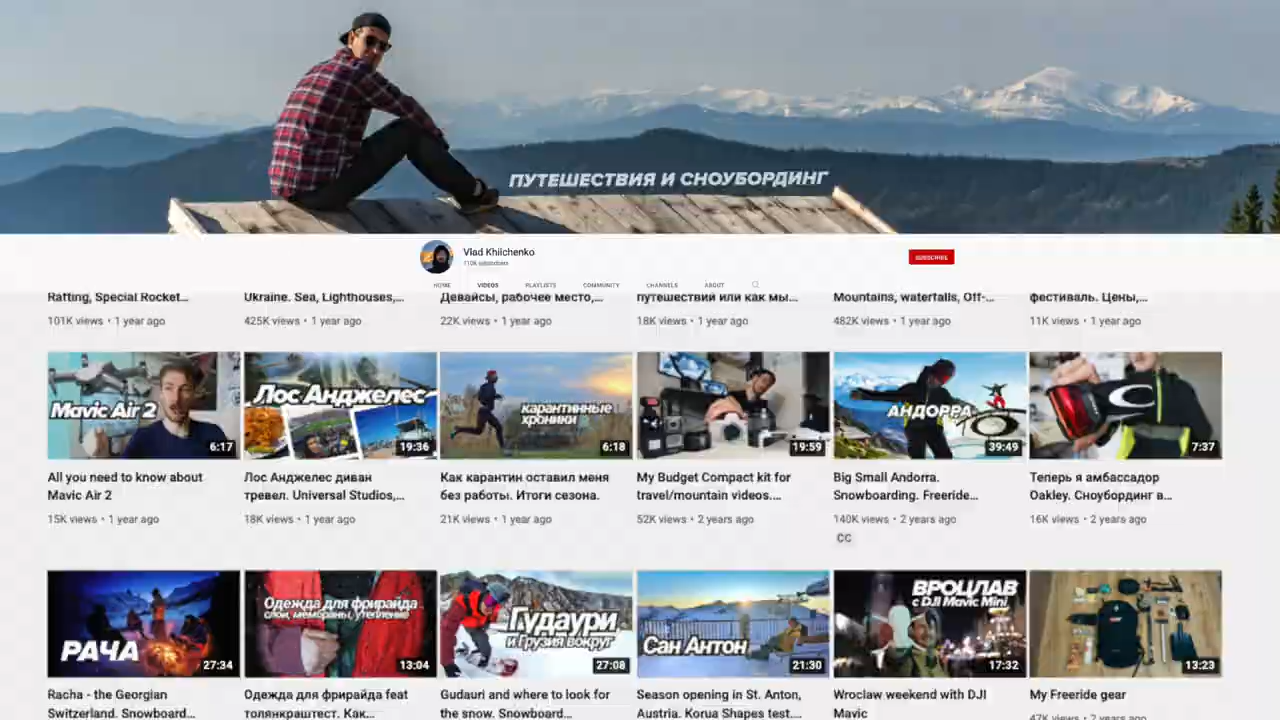 ПУТЕШЕСТВИЯ И СНОУБОРДИНГ
Vlad Khiichenko
110K subscribers
SUBSCRIBE
HOME VIDEOS PLAYLISTS COMMUNITY CHANNELS ABOUT
Rafting, Special Rocket...
101K views • 1 year ago
Ukraine. Sea, Lighthouses,...
425K views • 1 year ago
Девайсы, рабочее место,...
22K views • 1 year ago
путешествий или как мы...
18K views • 1 year ago
Mountains, waterfalls, Off-...
482K views • 1 year ago
фестиваль. Цены,...
11K views • 1 year ago
Mavic Air 2
6:17
All you need to know about
Mavic Air 2
15K views • 1 year ago
Лос Анджелес
19:36
Лос Анджелес диван
тревел. Universal Studios,...
18K views • 1 year ago
карантинные
хроники
6:18
Как карантин оставил меня
без работы. Итоги сезона.
21K views • 1 year ago
19:59
My Budget Compact kit for
travel/mountain videos....
52K views • 2 years ago
АНДОРРА
39:49
Big Small Andorra.
Snowboarding. Freeride...
140K views • 2 years ago
CC
7:37
Теперь я амбассадор
Oakley. Сноубординг в...
16K views • 2 years ago
РАЧА
27:34
Racha - the Georgian
Switzerland. Snowboard...
Одежда для фрирайда
слои, мембраны, утепление
13:04
Одежда для фрирайда feat
толянкраштест. Как...
Гудаури
и Грузия вокруг
27:08
Gudauri and where to look for
the snow. Snowboard...
Сан Антон
21:30
Season opening in St. Anton,
Austria. Korua Shapes test....
ВРОЦЛАВ
с DJI Mavic Mini
17:32
Wroclaw weekend with DJI
Mavic
13:23
My Freeride gear
47K views • 2 years ago